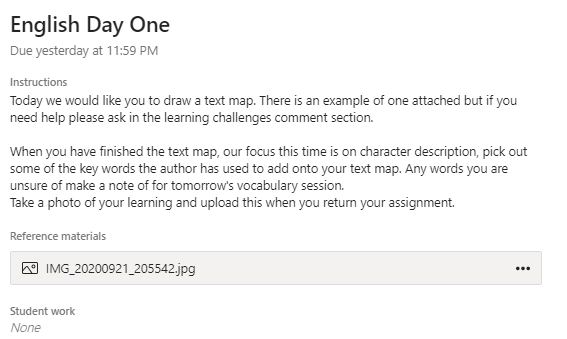 English Day One
Due yesterday at 11:59 PM
Instructions
Today we would like you to draw a text map. There is an example of one attached but if you
need help please ask in the learning challenges comment section.
When you have finished the text map, our focus this time is on character description, pick out
some of the key words the author has used to add onto your text map. Any words you are
unsure of make a note of for tomorrow's vocabulary session.
Take a photo of your learning and upload this when you return your assignment.
Reference materials
IMG_20200921_205542.jpg
Student work
None